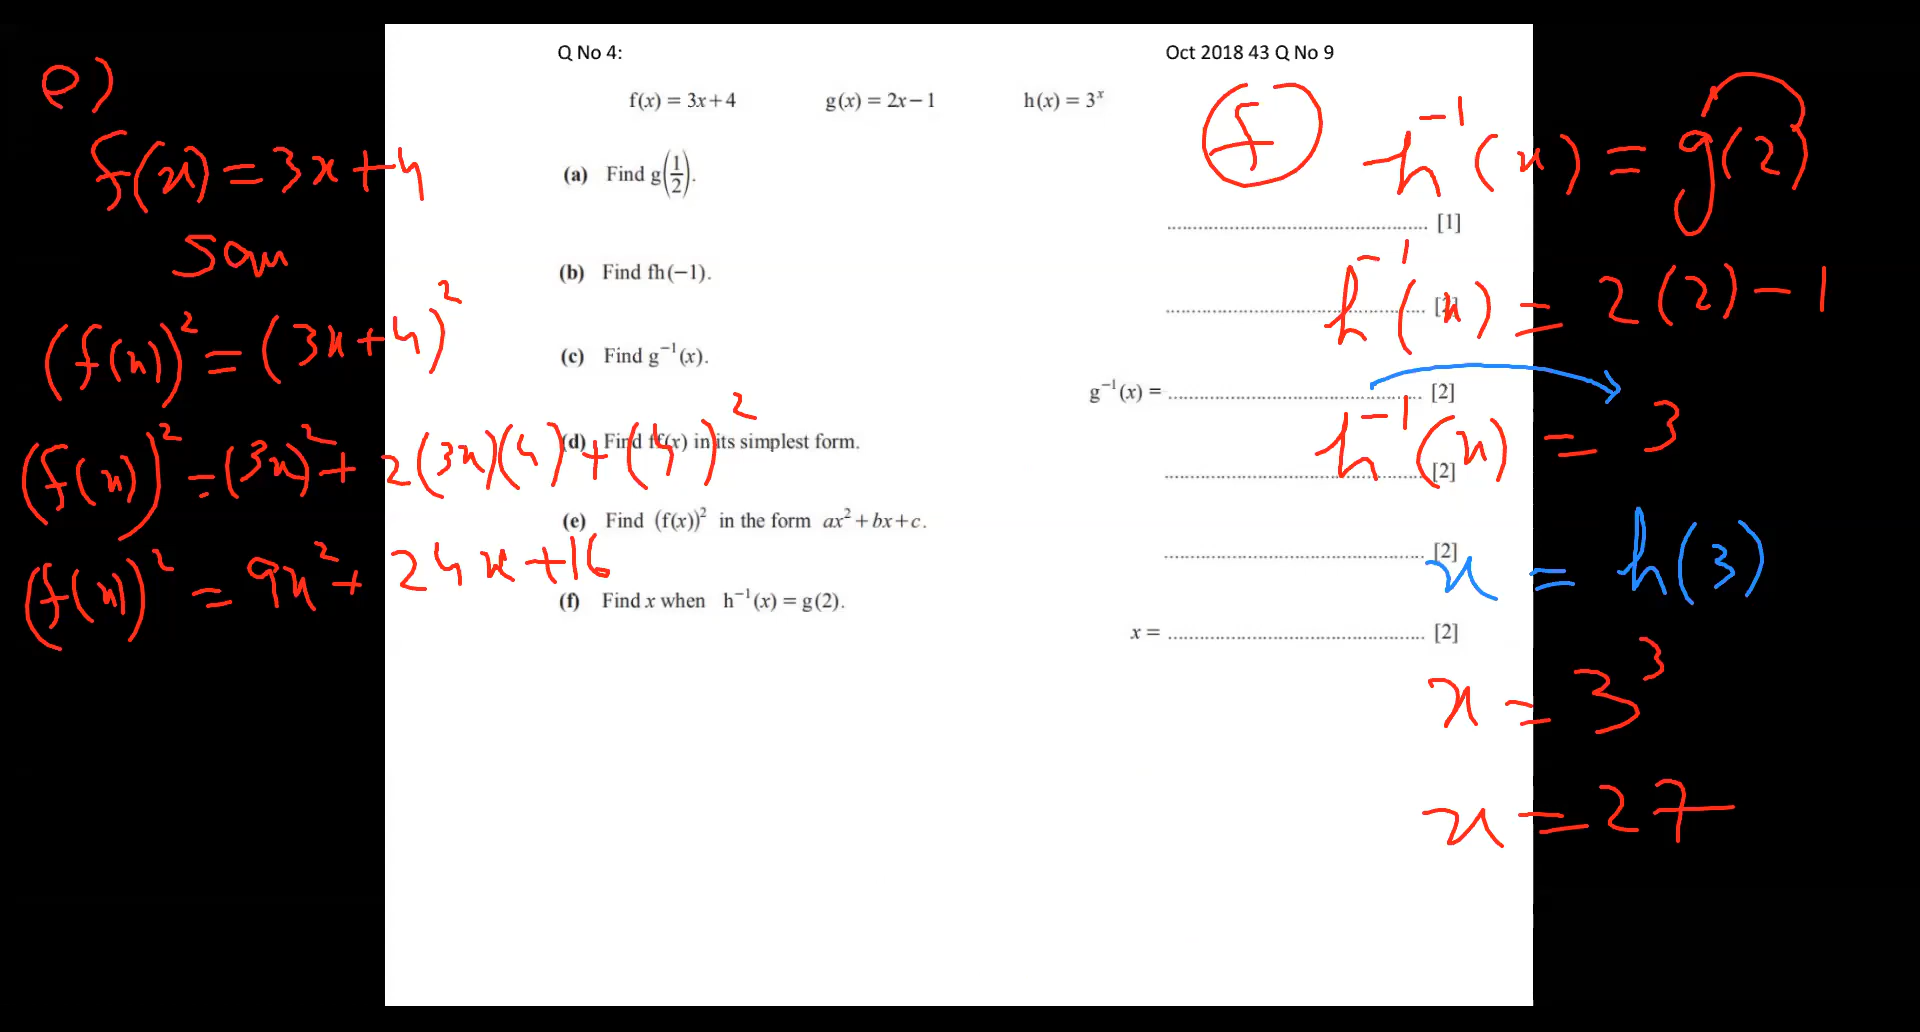 Q No 4: Oct 2018 43 Q No 9
f(x) = 3x+4 g(x) = 2x−1 h(x) = 3ˣ
(a) Find g(1/2).
[1]
(b) Find fh(−1).
(c) Find g⁻¹(x).
g⁻¹(x) = [2]
(d) Find ff(x) in its simplest form.
[2]
(e) Find (f(x))² in the form ax²+bx+c.
[2]
(f) Find x when h⁻¹(x) = g(2).
x = [2]
e)
f(x) = 3x+4
(f(x))² = (3x+4)²
(f(x))² = (3x)² + 2(3x)(4) + (4)²
(f(x))² = 9x² + 24x + 16
f
h⁻¹(x) = g(2)
h⁻¹(x) = 2(2) − 1
h⁻¹(x) = 3
x = h(3)
x = 3³
x = 27